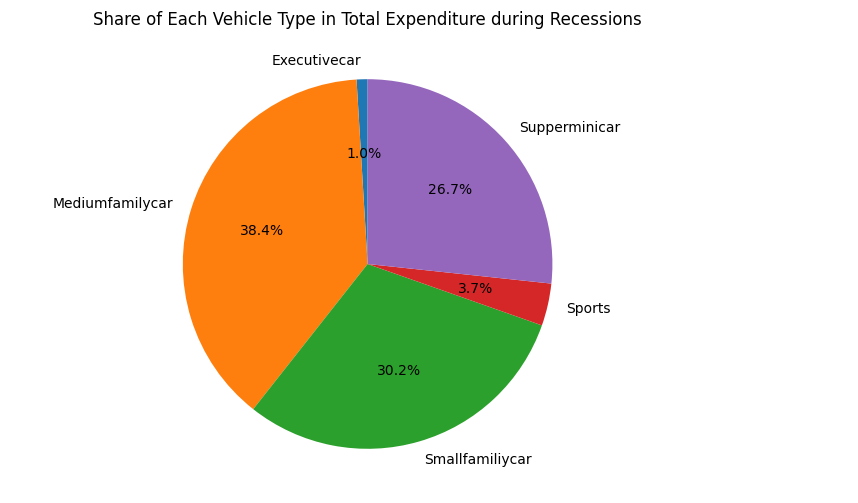 Share of Each Vehicle Type in Total Expenditure during Recessions
Executivecar
Supperminicar
1.0%
26.7%
Mediumfamilycar
38.4%
3.7%
Sports
30.2%
Smallfamiliycar